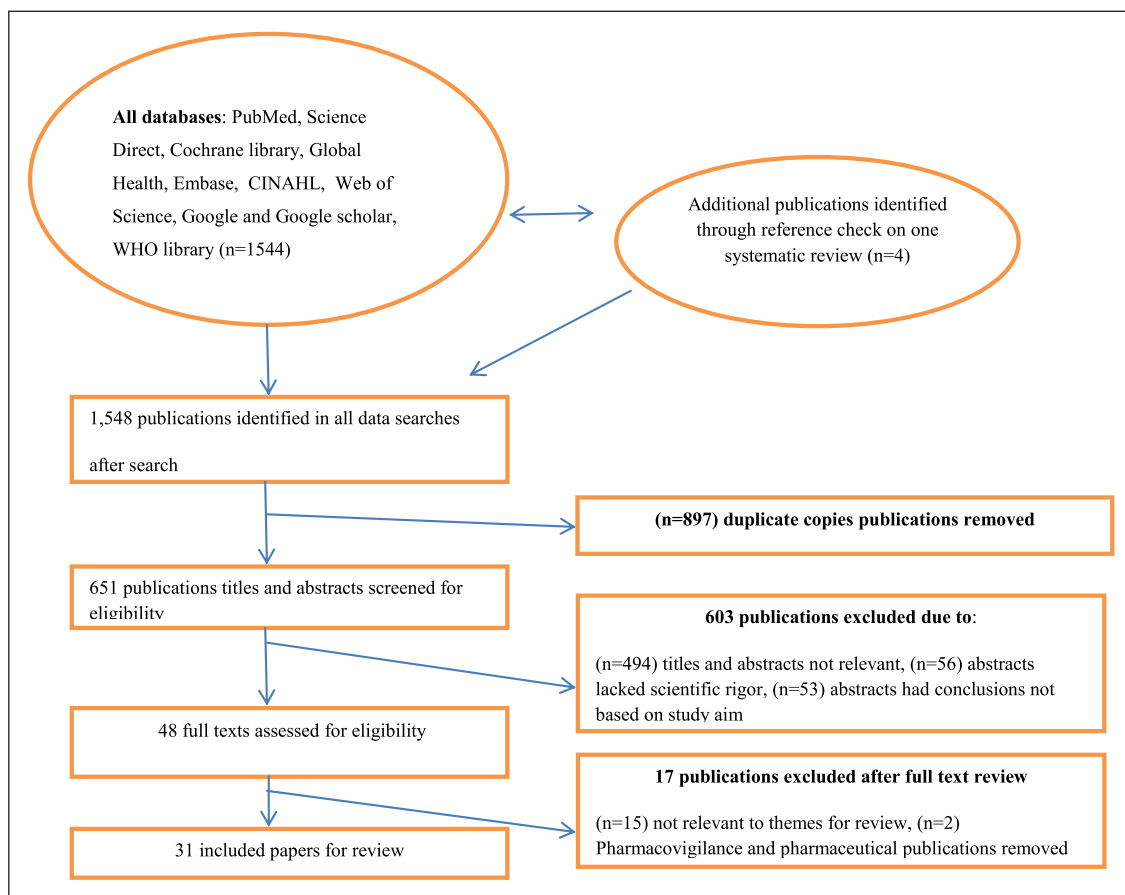 All databases: PubMed, Science
Direct, Cochrane library, Global
Health, Embase, CINAHL, Web of
Science, Google and Google scholar,
WHO library (n=1544)
Additional publications identified
through reference check on one
systematic review (n=4)
1,548 publications identified in all data searches
after search
(n=897) duplicate copies publications removed
651 publications titles and abstracts screened for
eligibility
603 publications excluded due to:
(n=494) titles and abstracts not relevant, (n=56) abstracts
lacked scientific rigor, (n=53) abstracts had conclusions not
based on study aim
48 full texts assessed for eligibility
17 publications excluded after full text review
(n=15) not relevant to themes for review, (n=2)
Pharmacovigilance and pharmaceutical publications removed
31 included papers for review